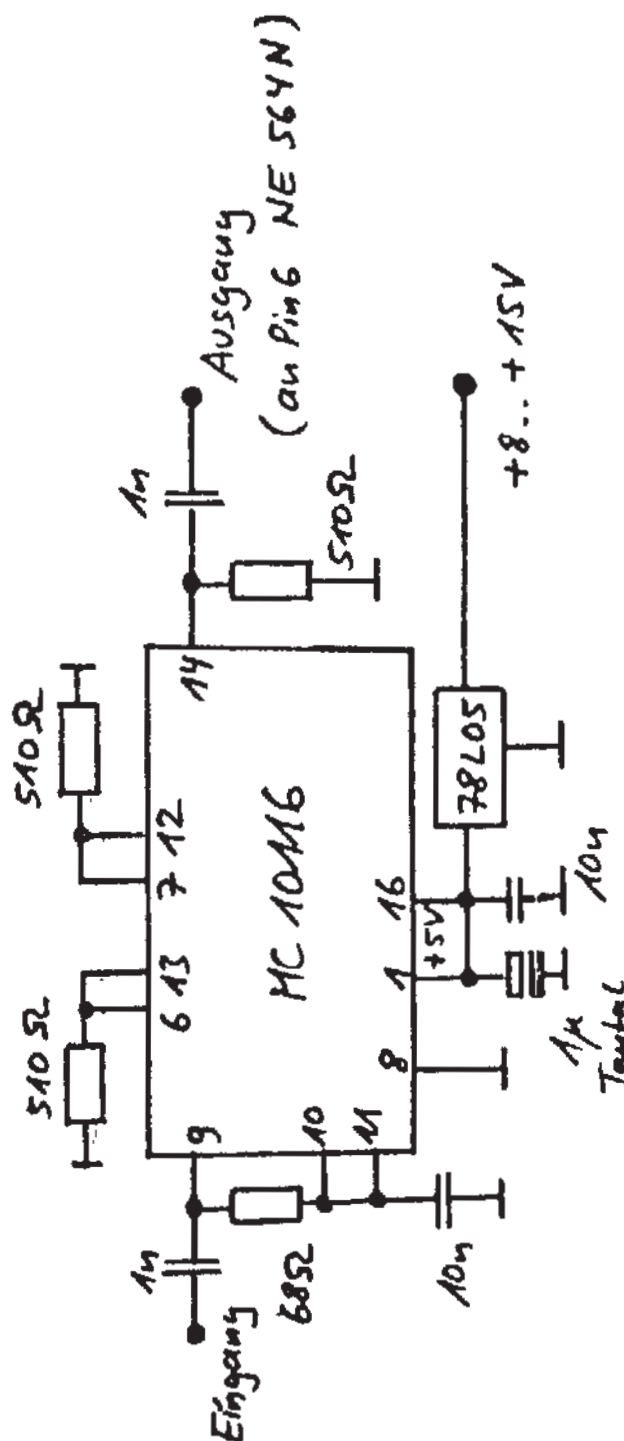 510Ω
510Ω
1n
1n
Eingang
9
6 13
7 12
14
Ausgang
(an Pin 6 NE 564N)
68Ω
10
11
MC 10116
510Ω
10n
8
1
16
+5V
78L05
+8... +15V
1µ
Tantal
10n